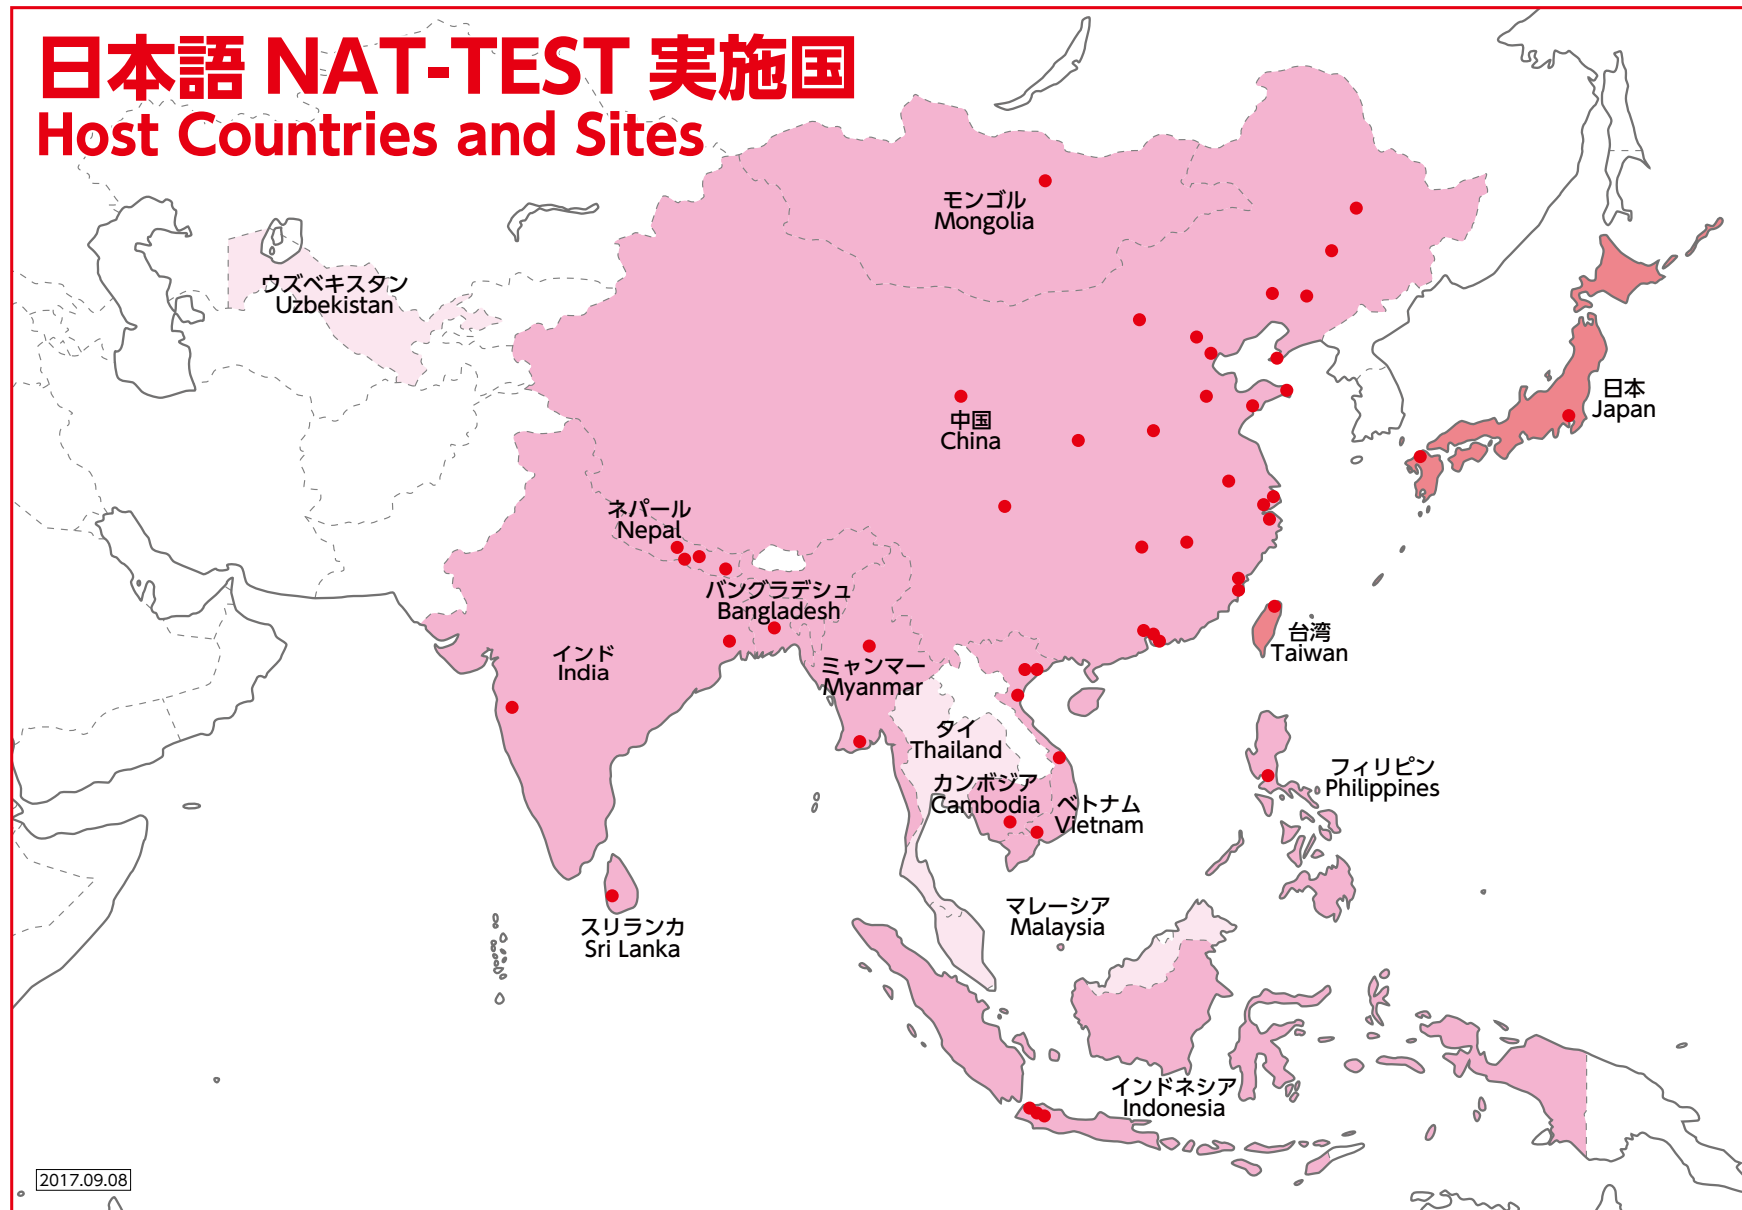 日本語 NAT-TEST 実施国
Host Countries and Sites
モンゴル
Mongolia
ウズベキスタン
Uzbekistan
日本
Japan
中国
China
ネパール
Nepal
バングラデシュ
Bangladesh
台湾
Taiwan
インド
India
ミャンマー
Myanmar
タイ
Thailand
フィリピン
Philippines
カンボジア
Cambodia
ベトナム
Vietnam
マレーシア
Malaysia
スリランカ
Sri Lanka
インドネシア
Indonesia
2017.09.08